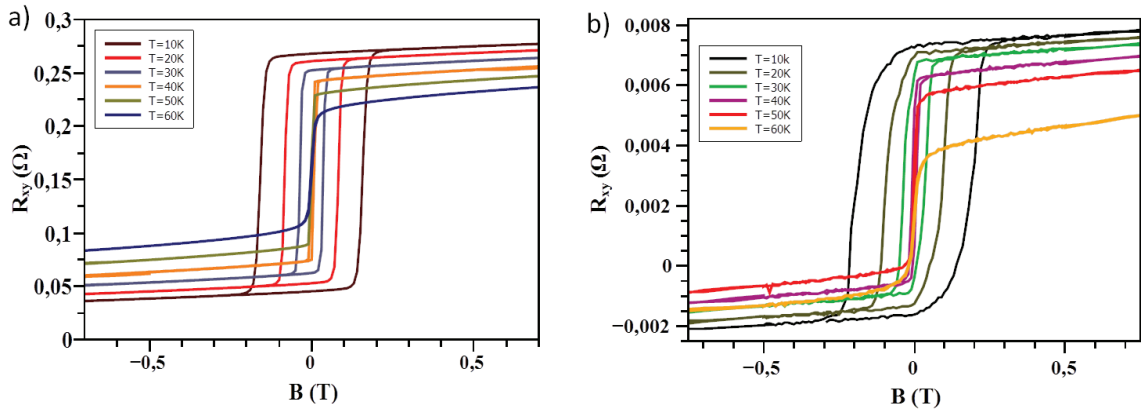 a)
0,3
0,25
0,2
0,15
0,1
0,05
0
Rxy (Ω)
T=10K
T=20K
T=30K
T=40K
T=50K
T=60K
−0,5
0
0,5
B (T)
b)
0,008
0,006
0,004
0,002
0
−0,002
Rxy (Ω)
T=10k
T=20K
T=30K
T=40K
T=50K
T=60K
−0,5
0
0,5
B (T)